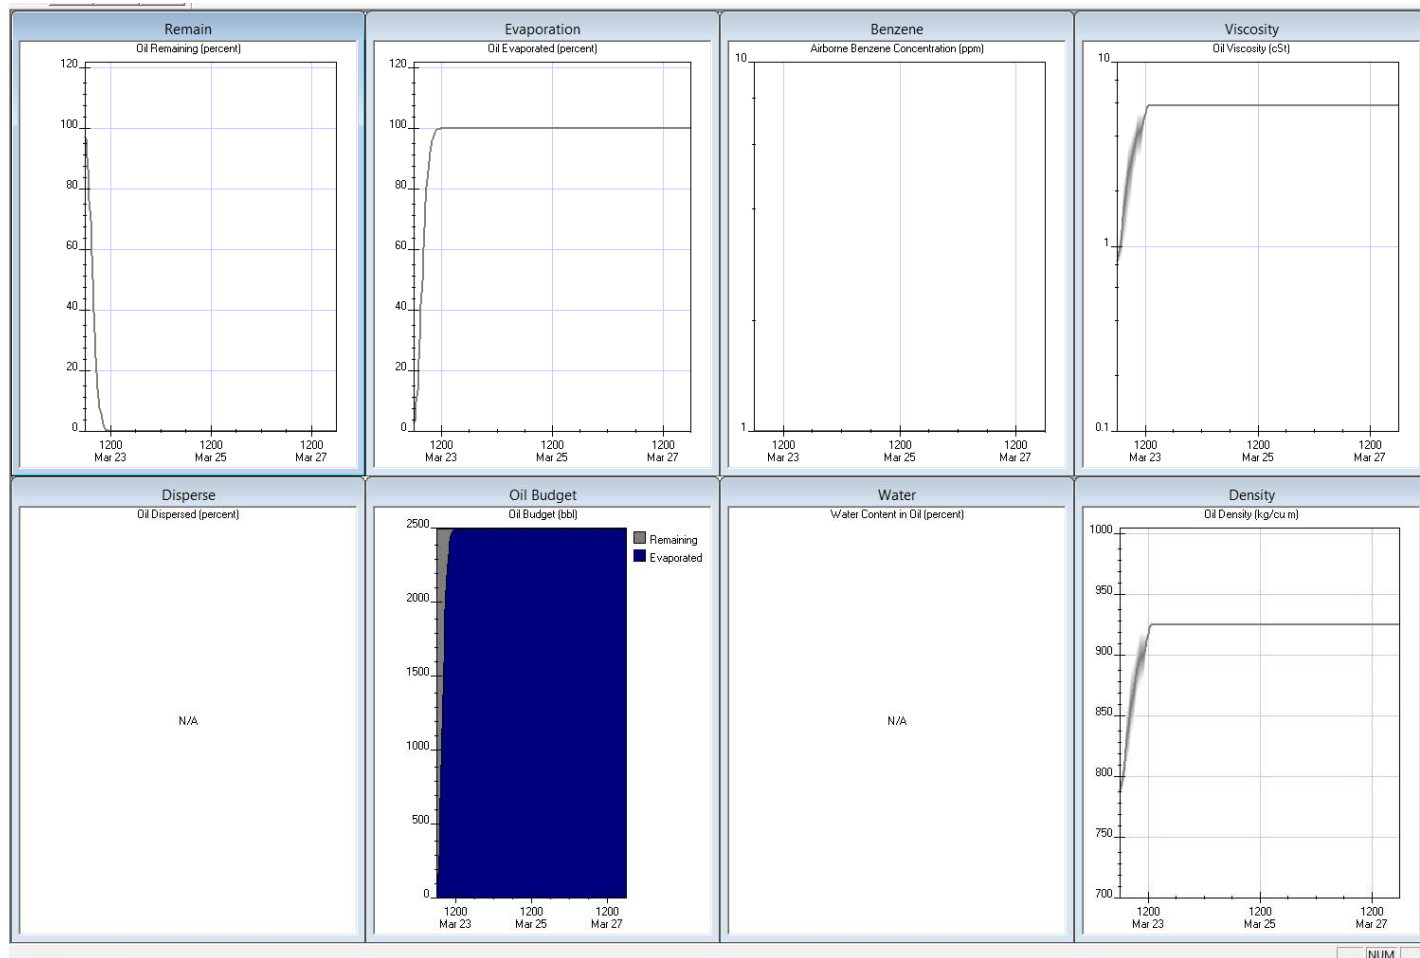 Remain
Oil Remaining (percent)
120
100
80
60
40
20
0
1200 1200 1200
Mar 23 Mar 25 Mar 27
Evaporation
Oil Evaporated (percent)
120
100
80
60
40
20
0
1200 1200 1200
Mar 23 Mar 25 Mar 27
Benzene
Airborne Benzene Concentration (ppm)
10
1
1200 1200 1200
Mar 23 Mar 25 Mar 27
Viscosity
Oil Viscosity (cSt)
10
1
0.1
1200 1200 1200
Mar 23 Mar 25 Mar 27
Disperse
Oil Dispersed (percent)
N/A
Oil Budget
Oil Budget (bbl)
2500
2000
1500
1000
500
0
1200 1200 1200
Mar 23 Mar 25 Mar 27
Remaining
Evaporated
Water
Water Content in Oil (percent)
N/A
Density
Oil Density (kg/cu m)
1000
950
900
850
800
750
700
1200 1200 1200
Mar 23 Mar 25 Mar 27
NUM